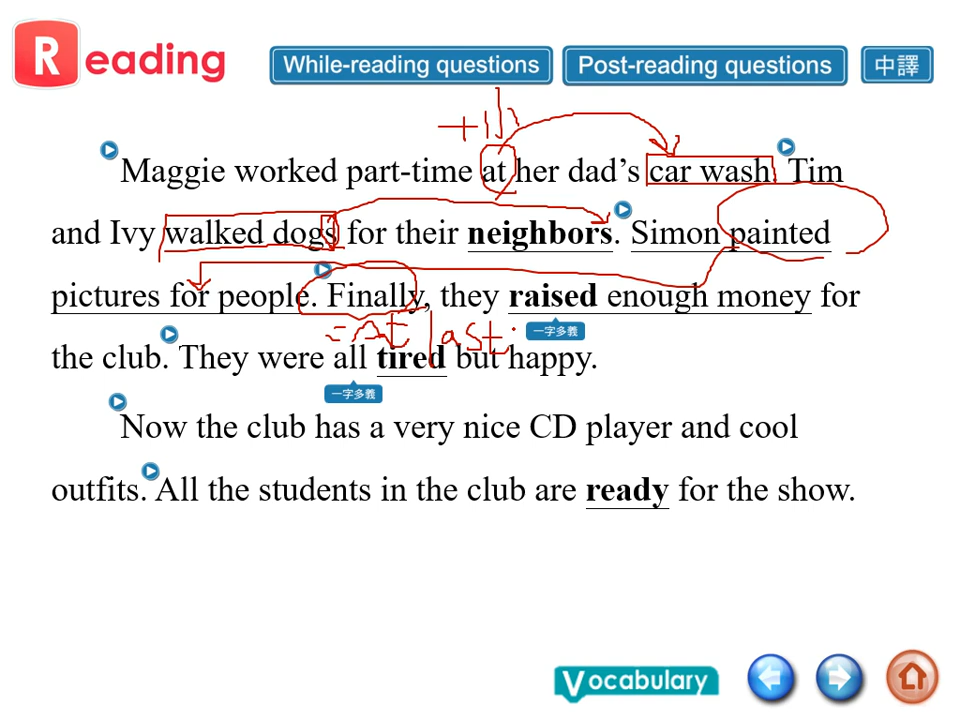 Reading
While-reading questions
Post-reading questions
中譯
Maggie worked part-time at her dad’s car wash. Tim
and Ivy walked dogs for their neighbors. Simon painted
pictures for people. Finally, they raised enough money for
= at last.
一字多義
the club. They were all tired but happy.
一字多義
Now the club has a very nice CD player and cool
outfits. All the students in the club are ready for the show.
Vocabulary